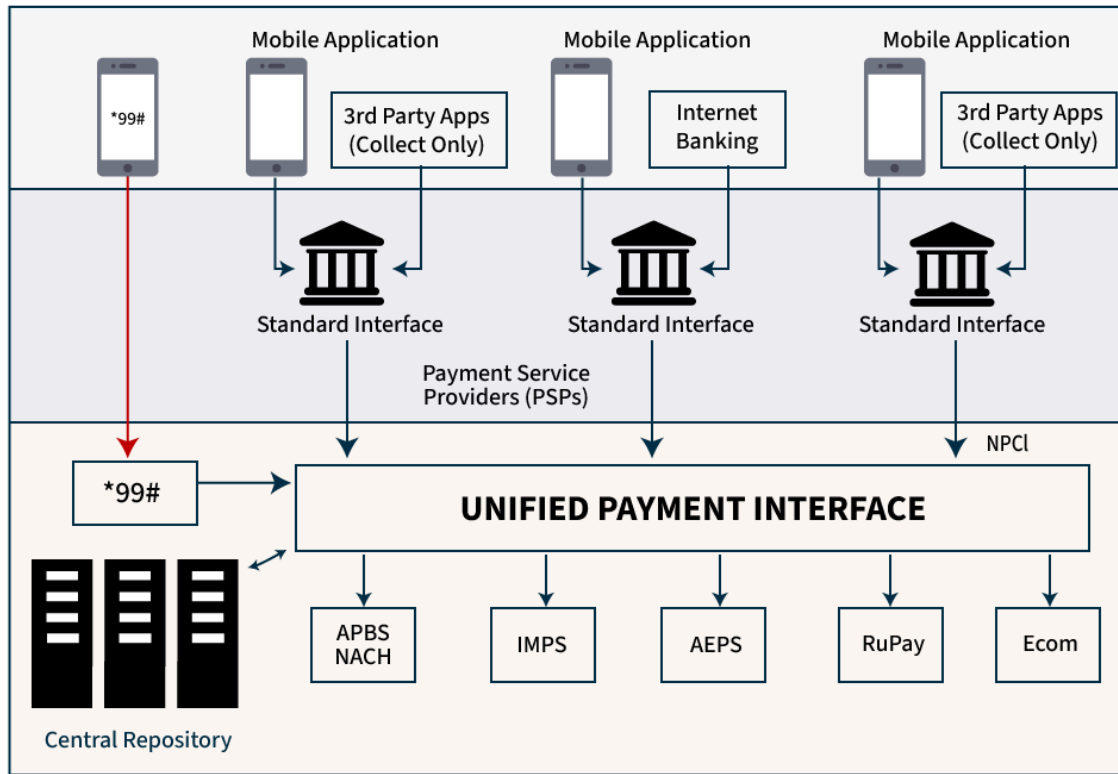 Mobile Application
Mobile Application
Mobile Application
*99#
3rd Party Apps
(Collect Only)
Internet
Banking
3rd Party Apps
(Collect Only)
Standard Interface
Standard Interface
Standard Interface
Payment Service
Providers (PSPs)
NPCl
*99#
UNIFIED PAYMENT INTERFACE
APBS
NACH
IMPS
AEPS
RuPay
Ecom
Central Repository